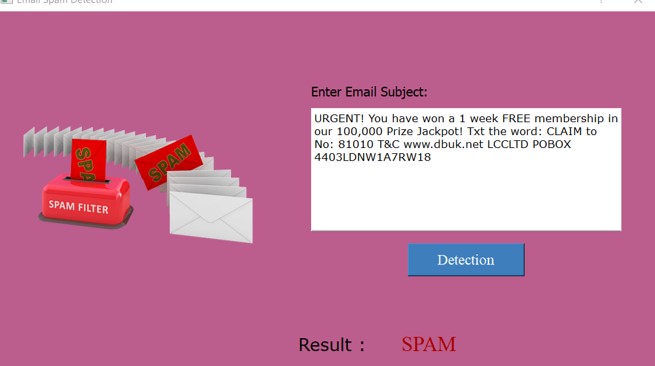 Email Spam Detection
Enter Email Subject:
URGENT! You have won a 1 week FREE membership in
our 100,000 Prize Jackpot! Txt the word: CLAIM to
No: 81010 T&C www.dbuk.net LCCLTD POBOX
4403LDNW1A7RW18
SPAM
SPAM
SPAM FILTER
Detection
Result : SPAM